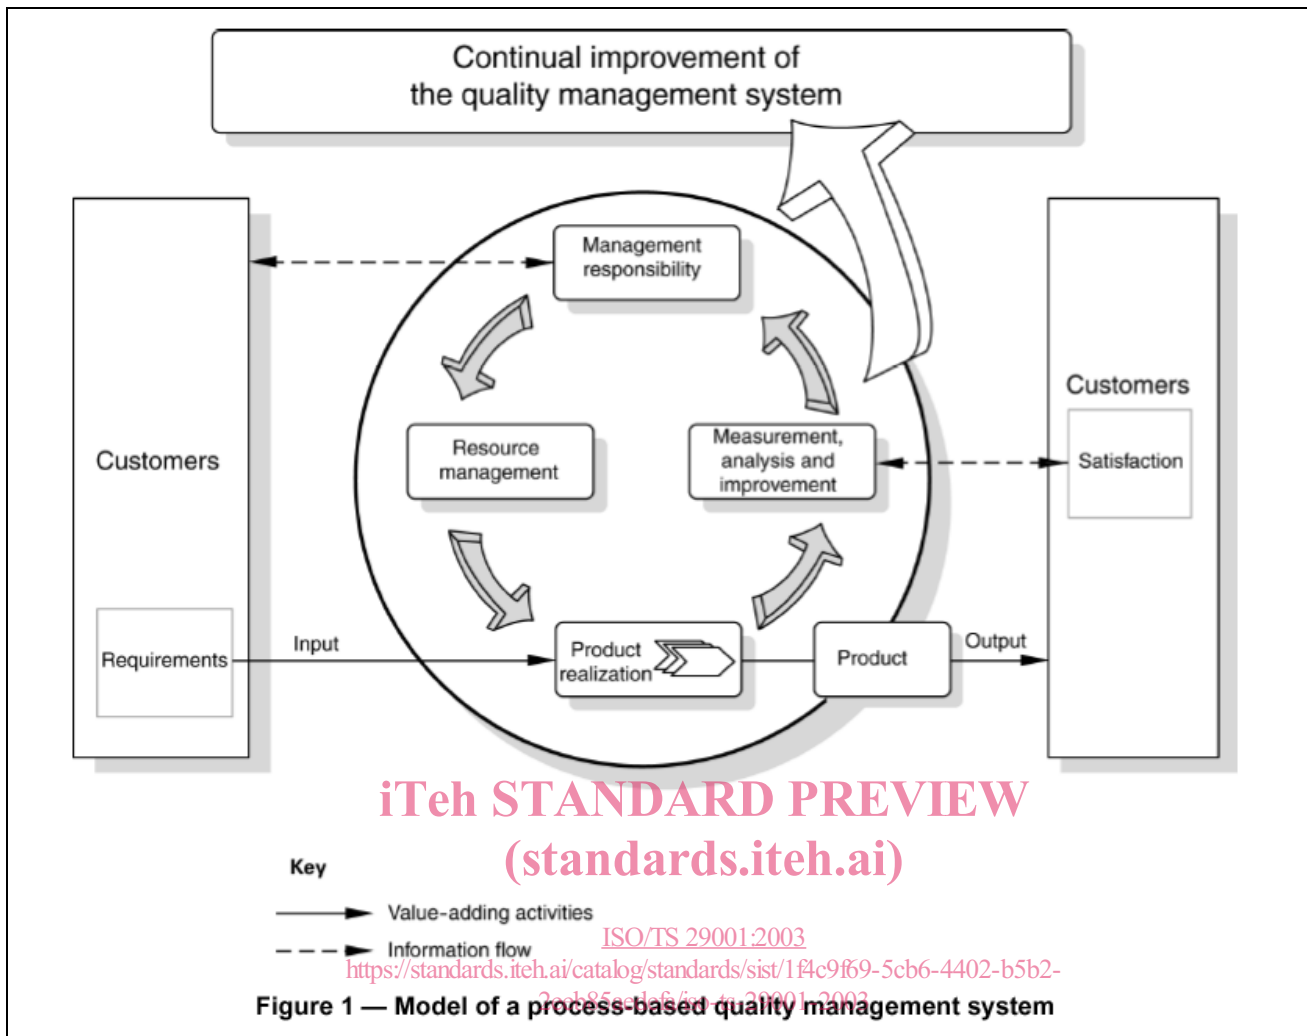 Continual improvement of
the quality management system
Management
responsibility
Customers
Resource
management
Measurement,
analysis and
improvement
Customers
Satisfaction
Requirements
Input
Product
realization
Product
Output
iTeh STANDARD PREVIEW
(standards.iteh.ai)
Key
Value-adding activities
Information flow
ISO/TS 29001:2003
https://standards.iteh.ai/catalog/standards/sist/1f4c9f69-5cb6-4402-b5b2-
Figure 1 — Model of a process-based quality management system